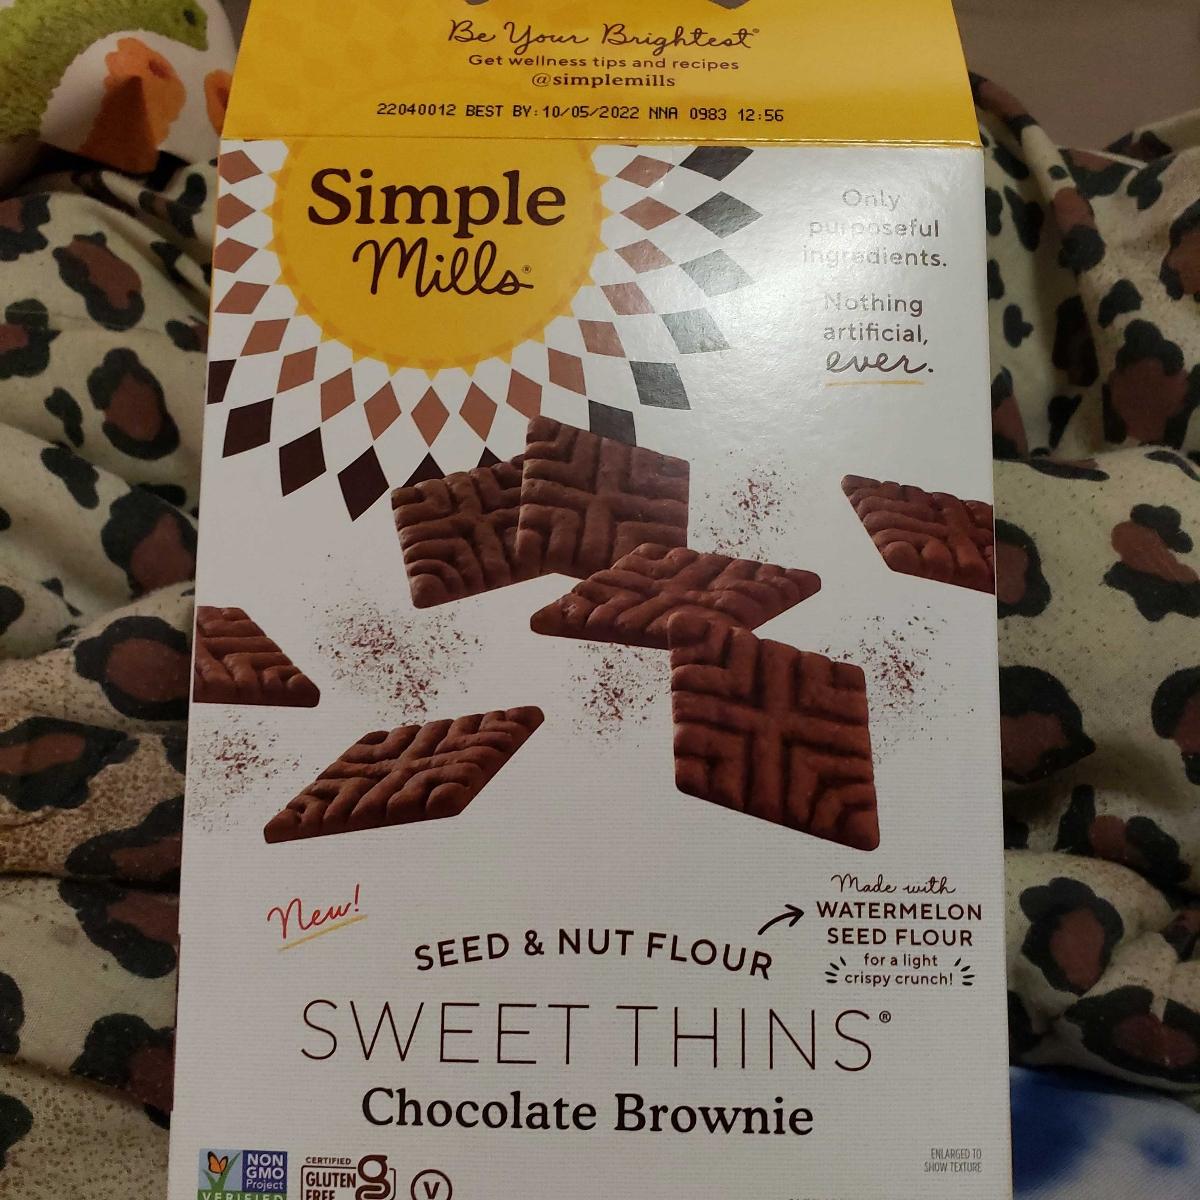 Be Your Brightest®
Get wellness tips and recipes
@simplemills
22040012 BEST BY: 10/05/2022 NNA 0983 12:56
Simple
Mills®
Only
purposeful
ingredients.
Nothing
artificial,
ever.
New!
SEED & NUT FLOUR
Made with
WATERMELON
SEED FLOUR
for a light
crispy crunch!
SWEET THINS®
Chocolate Brownie
NON
GMO
Project
VERIFIED
CERTIFIED
GLUTEN
FREE
g
V
ENLARGED TO
SHOW TEXTURE